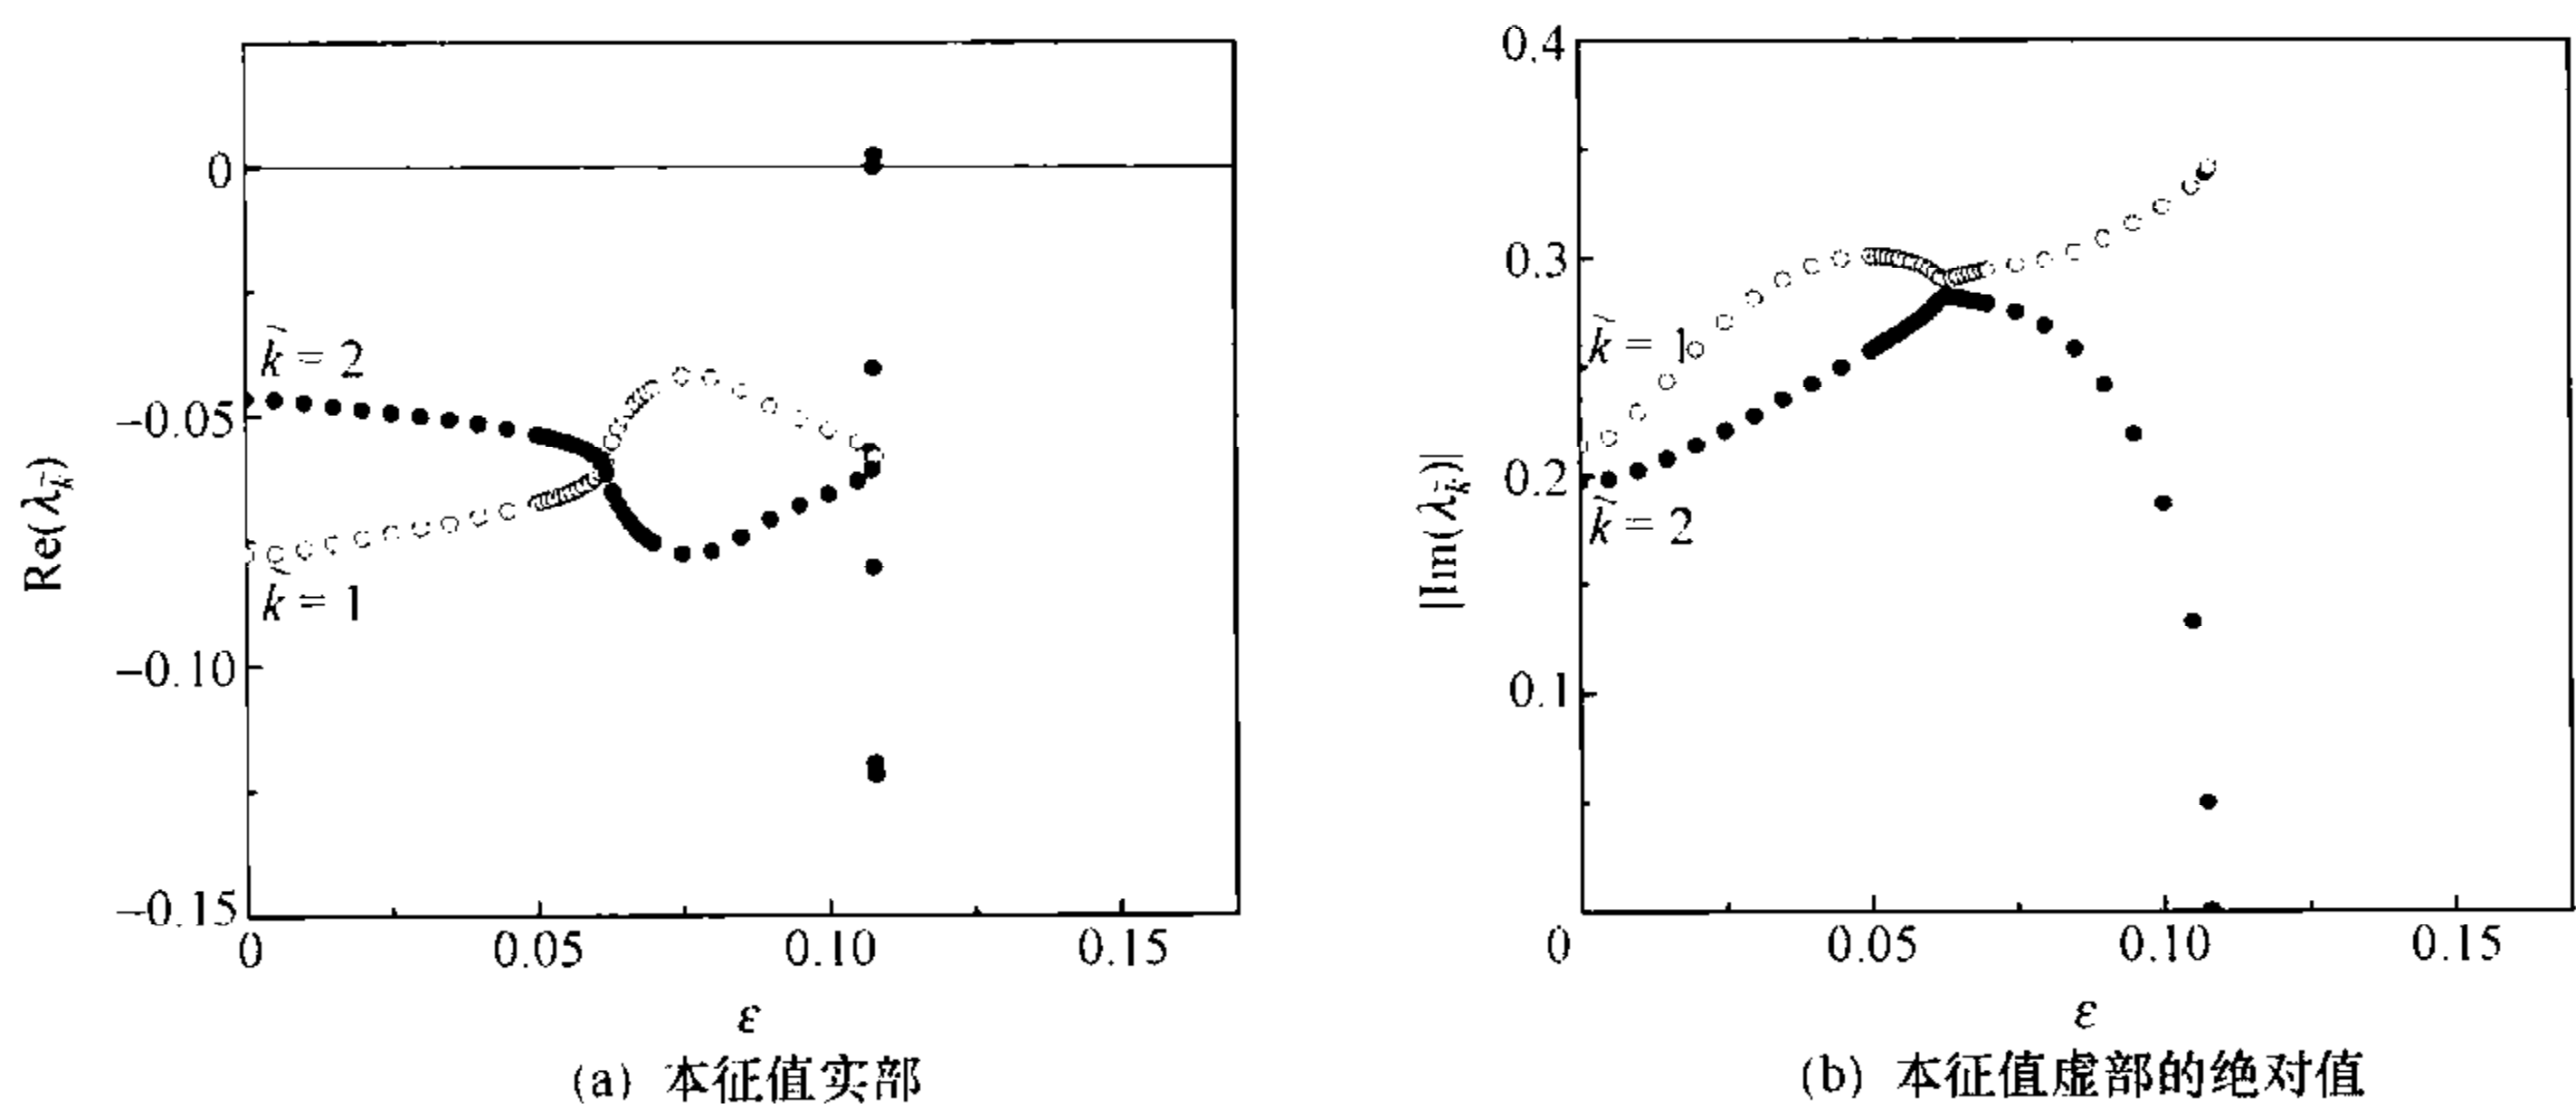 0
−0.05
−0.10
−0.15
0
0.05
0.10
0.15
Re(λk̃)
k̃ = 2
k̃ = 1
ε
(a) 本征值实部
0.4
0.3
0.2
0.1
0
0.05
0.10
0.15
|Im(λk̃)|
k̃ = 1
k̃ = 2
ε
(b) 本征值虚部的绝对值